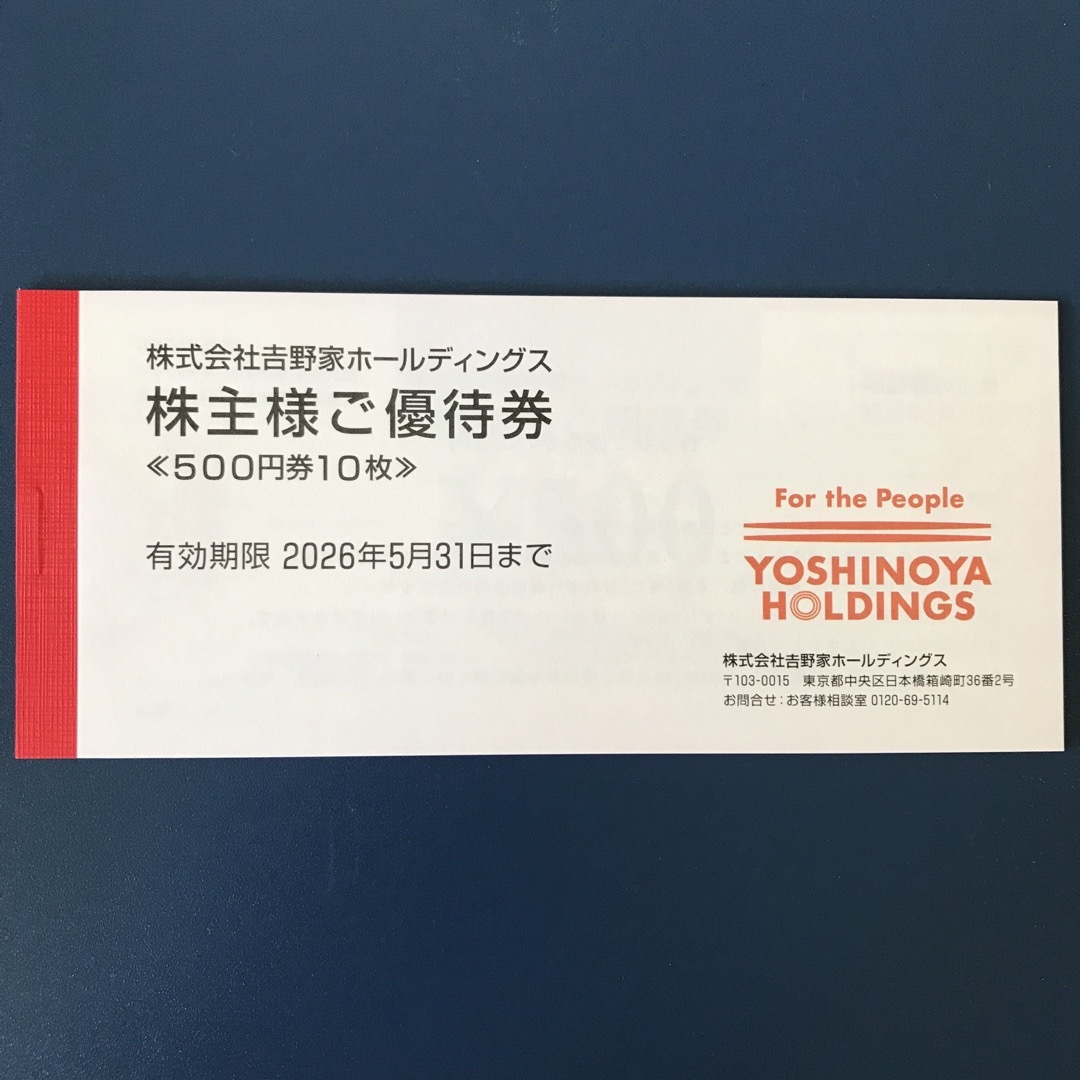 株式会社𠮷野家ホールディングス
株主様ご優待券
≪500円券10枚≫
有効期限 2026年5月31日まで
For the People
YOSHINOYA
HOLDINGS
株式会社𠮷野家ホールディングス
〒103-0015 東京都中央区日本橋箱崎町36番2号
お問合せ:お客様相談室 0120-69-5114